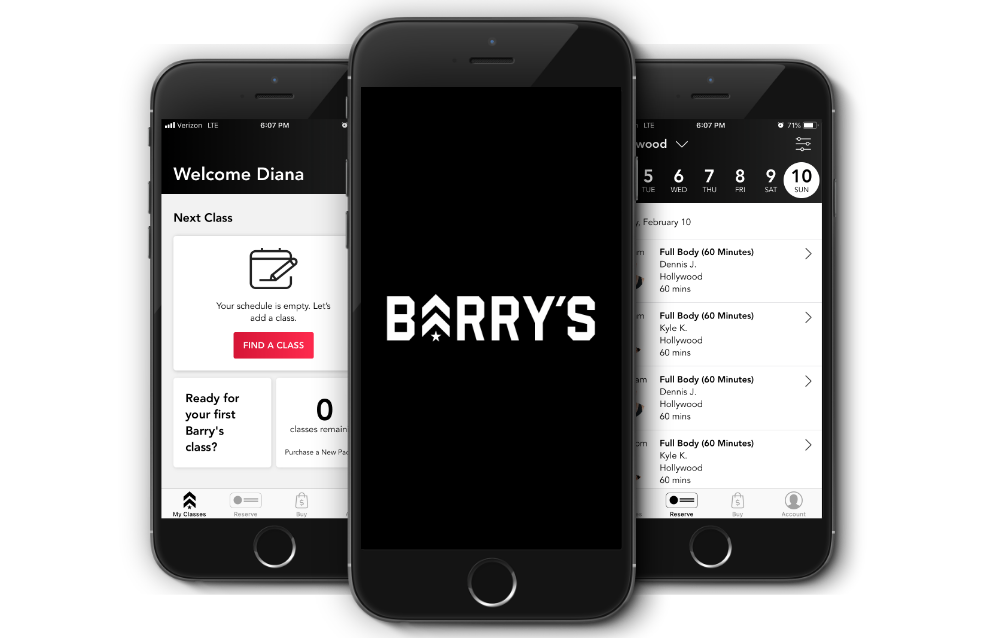 Verizon LTE 6:07 PM
Welcome Diana
Next Class
Your schedule is empty. Let's
add a class.
FIND A CLASS
Ready for
your first
Barry's
class?
0
classes remain
Purchase a New Pac
My Classes Reserve Buy
BARRY'S
LTE 6:07 PM 71%
wood
5 6 7 8 9 10
TUE WED THU FRI SAT SUN
y, February 10
am Full Body (60 Minutes)
Dennis J.
Hollywood
60 mins
am Full Body (60 Minutes)
Kyle K.
Hollywood
60 mins
am Full Body (60 Minutes)
Dennis J.
Hollywood
60 mins
Full Body (60 Minutes)
Kyle K.
Hollywood
60 mins
Reserve Buy Account